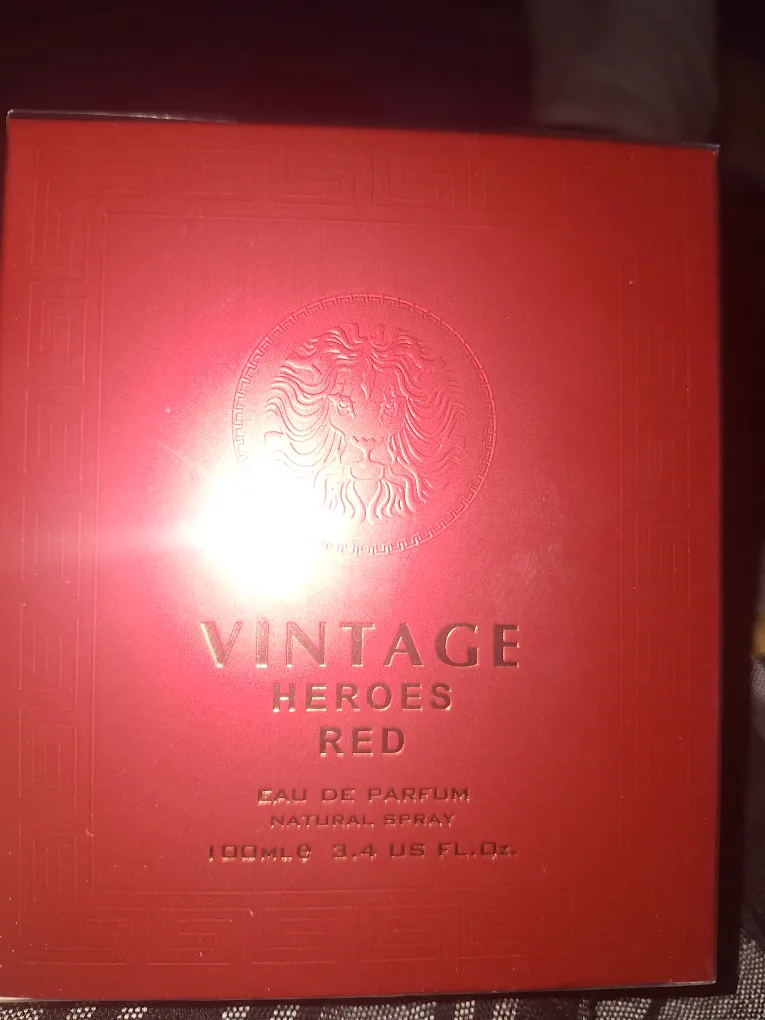 VINTAGE
HEROES
RED
EAU DE PARFUM
NATURAL SPRAY
100ML℮ 3.4 US FL.Oz.